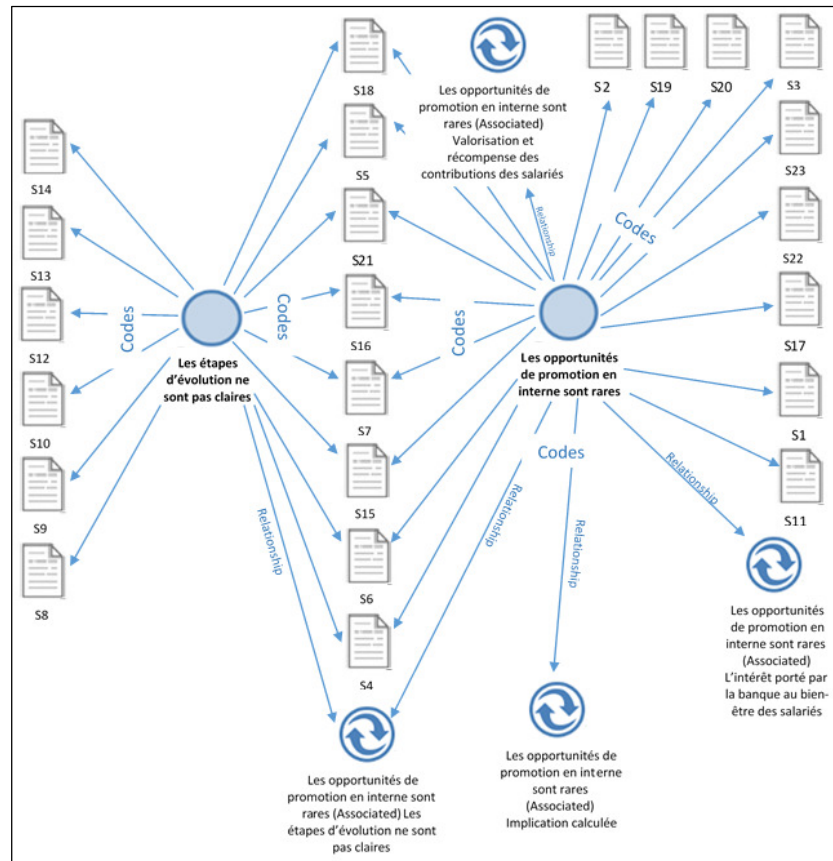 S18
Les opportunités de
promotion en interne sont
rares (Associated)
Valorisation et
récompense des
contributions des salariés
S2
S19
S20
S3
S14
S5
S23
S13
S21
S22
Relationship
Codes
Codes
Codes
Codes
S12
Les étapes
d'évolution ne
sont pas claires
S16
Les opportunités
de promotion en
interne sont rares
S17
S10
S7
S1
Codes
S9
S15
S11
Relationship
Relationship
Relationship
Relationship
S8
S6
S4
Les opportunités
de promotion en
interne sont rares
(Associated)
L'intérêt porté par
la banque au bien-
être des salariés
Les opportunités de
promotion en interne sont
rares (Associated) Les
étapes d'évolution ne sont
pas claires
Les opportunités de
promotion en interne
sont rares
(Associated)
Implication calculée